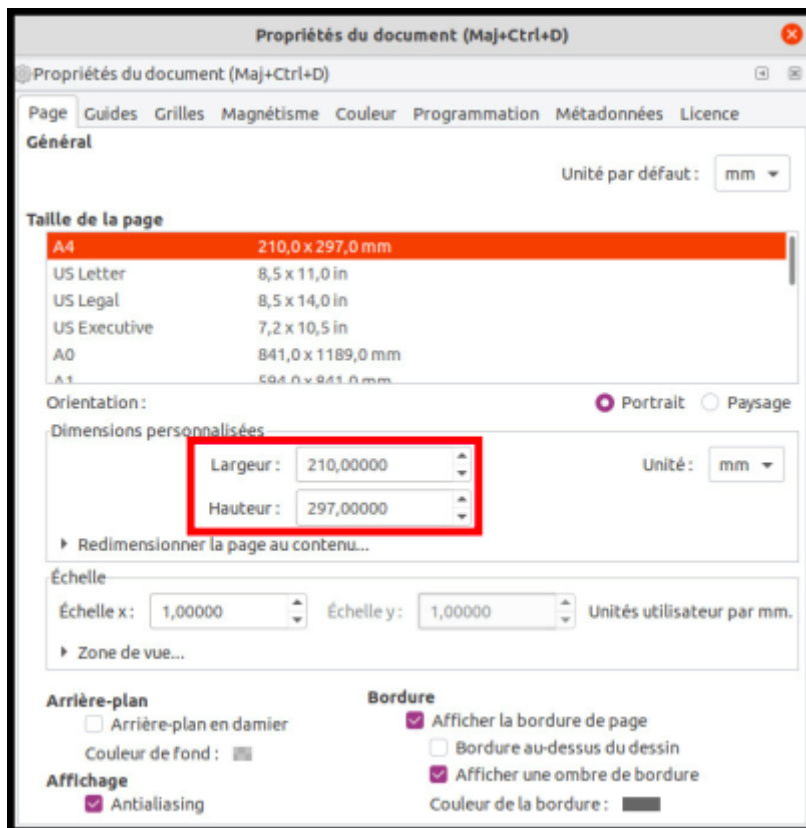 Propriétés du document (Maj+Ctrl+D)
Propriétés du document (Maj+Ctrl+D)
Page Guides Grilles Magnétisme Couleur Programmation Métadonnées Licence
Général
Unité par défaut : mm
Taille de la page
A4 210,0 x 297,0 mm
US Letter 8,5 x 11,0 in
US Legal 8,5 x 14,0 in
US Executive 7,2 x 10,5 in
A0 841,0 x 1189,0 mm
A1 594,0 x 841,0 mm
Orientation : Portrait Paysage
Dimensions personnalisées
Largeur : 210,00000 Unité : mm
Hauteur : 297,00000
Redimensionner la page au contenu...
Échelle
Échelle x : 1,00000 Échelle y : 1,00000 Unités utilisateur par mm.
Zone de vue...
Arrière-plan Bordure
Arrière-plan en damier Afficher la bordure de page
Couleur de fond : Bordure au-dessus du dessin
Affichage Afficher une ombre de bordure
Antialiasing Couleur de la bordure :